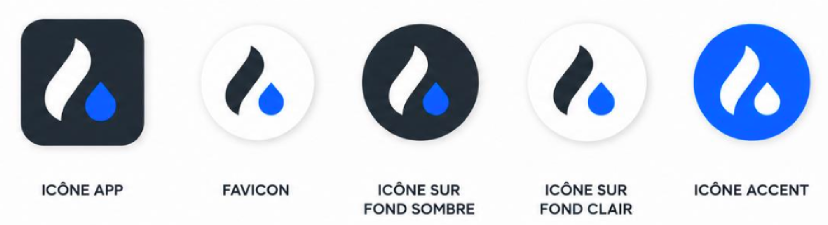 ICÔNE APP
FAVICON
ICÔNE SUR
FOND SOMBRE
ICÔNE SUR
FOND CLAIR
ICÔNE ACCENT